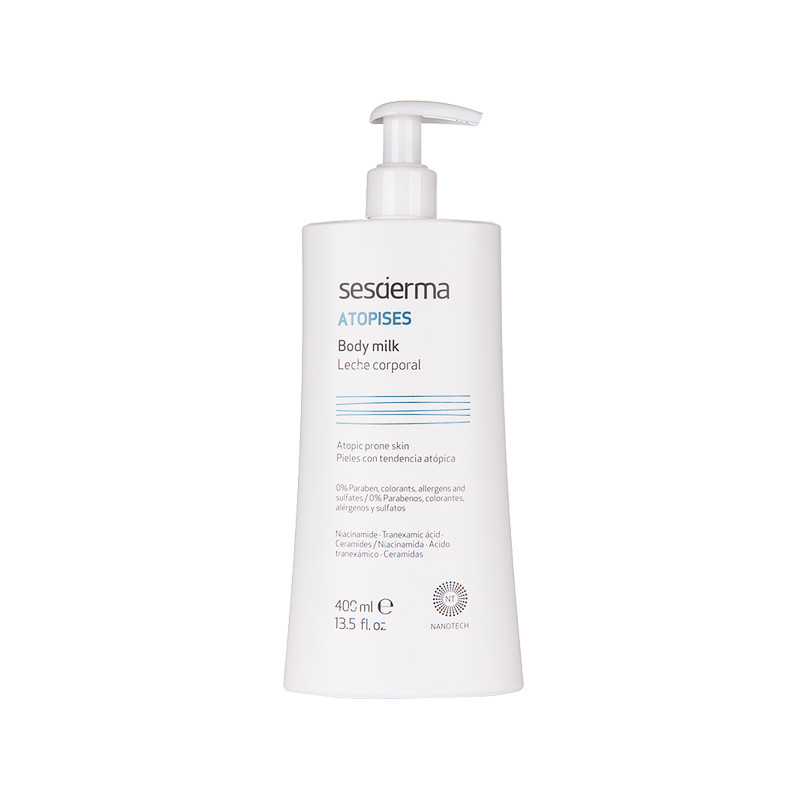 sesderma
ATOPISES
Body milk
Leche corporal
Atopic prone skin
Pieles con tendencia atópica
0% Paraben, colorants, allergens and
sulfates / 0% Parabenos, colorantes,
alérgenos y sulfatos
Niacinamide · Tranexamic ácid ·
Ceramides / Niacinamida · Ácido
tranexámico · Ceramidas
400 ml e
13.5 fl. oz
NT
NANOTECH